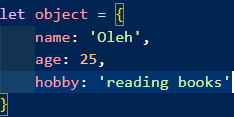 let object = {
name: 'Oleh',
age: 25,
hobby: 'reading books'
}